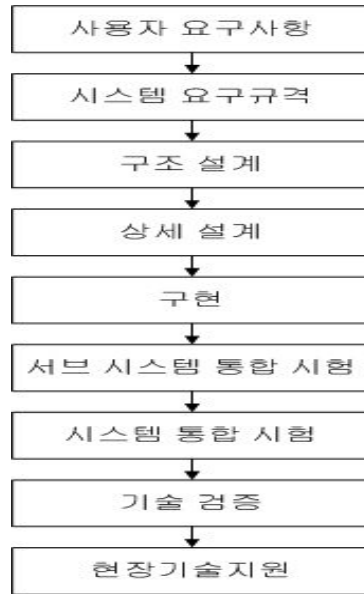 사용자 요구사항
시스템 요구규격
구조 설계
상세 설계
구현
서브 시스템 통합 시험
시스템 통합 시험
기술 검증
현장기술지원